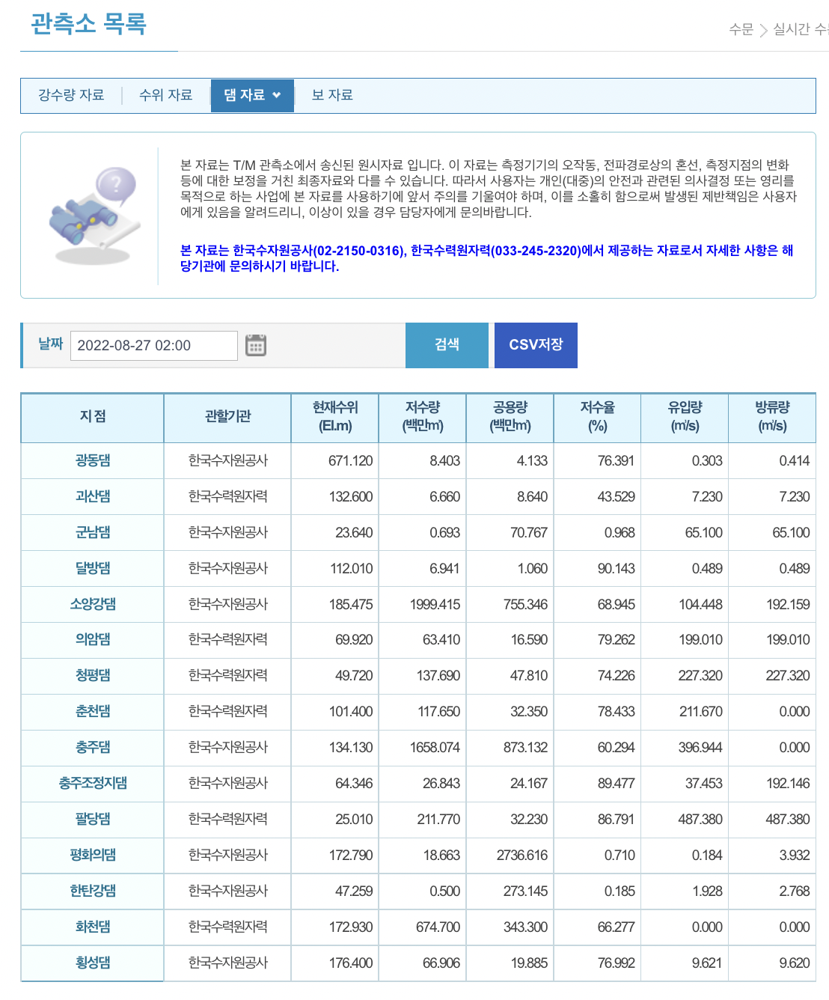 관측소 목록
수문 > 실시간 수문
강수량 자료 수위 자료 댐 자료 보 자료
본 자료는 T/M 관측소에서 송신된 원시자료 입니다. 이 자료는 측정기기의 오작동, 전파경로상의 혼선, 측정지점의 변화
등에 대한 보정을 거친 최종자료와 다를 수 있습니다. 따라서 사용자는 개인(대중)의 안전과 관련된 의사결정 또는 영리를
목적으로 하는 사업에 본 자료를 사용하기에 앞서 주의를 기울여야 하며, 이를 소홀히 함으로써 발생된 제반책임은 사용자
에게 있음을 알려드리니, 이상이 있을 경우 담당자에게 문의바랍니다.
본 자료는 한국수자원공사(02-2150-0316), 한국수력원자력(033-245-2320)에서 제공하는 자료로서 자세한 사항은 해
당기관에 문의하시기 바랍니다.
날짜 2022-08-27 02:00 검색 CSV저장
지 점 관할기관 현재수위 (El.m) 저수량 (백만㎥) 공용량 (백만㎥) 저수율 (%) 유입량 (㎥/s) 방류량 (㎥/s)
광동댐 한국수자원공사 671.120 8.403 4.133 76.391 0.303 0.414
괴산댐 한국수력원자력 132.600 6.660 8.640 43.529 7.230 7.230
군남댐 한국수자원공사 23.640 0.693 70.767 0.968 65.100 65.100
달방댐 한국수자원공사 112.010 6.941 1.060 90.143 0.489 0.489
소양강댐 한국수자원공사 185.475 1999.415 755.346 68.945 104.448 192.159
의암댐 한국수력원자력 69.920 63.410 16.590 79.262 199.010 199.010
청평댐 한국수력원자력 49.720 137.690 47.810 74.226 227.320 227.320
춘천댐 한국수력원자력 101.400 117.650 32.350 78.433 211.670 0.000
충주댐 한국수자원공사 134.130 1658.074 873.132 60.294 396.944 0.000
충주조정지댐 한국수자원공사 64.346 26.843 24.167 89.477 37.453 192.146
팔당댐 한국수력원자력 25.010 211.770 32.230 86.791 487.380 487.380
평화의댐 한국수자원공사 172.790 18.663 2736.616 0.710 0.184 3.932
한탄강댐 한국수자원공사 47.259 0.500 273.145 0.185 1.928 2.768
화천댐 한국수력원자력 172.930 674.700 343.300 66.277 0.000 0.000
횡성댐 한국수자원공사 176.400 66.906 19.885 76.992 9.621 9.620